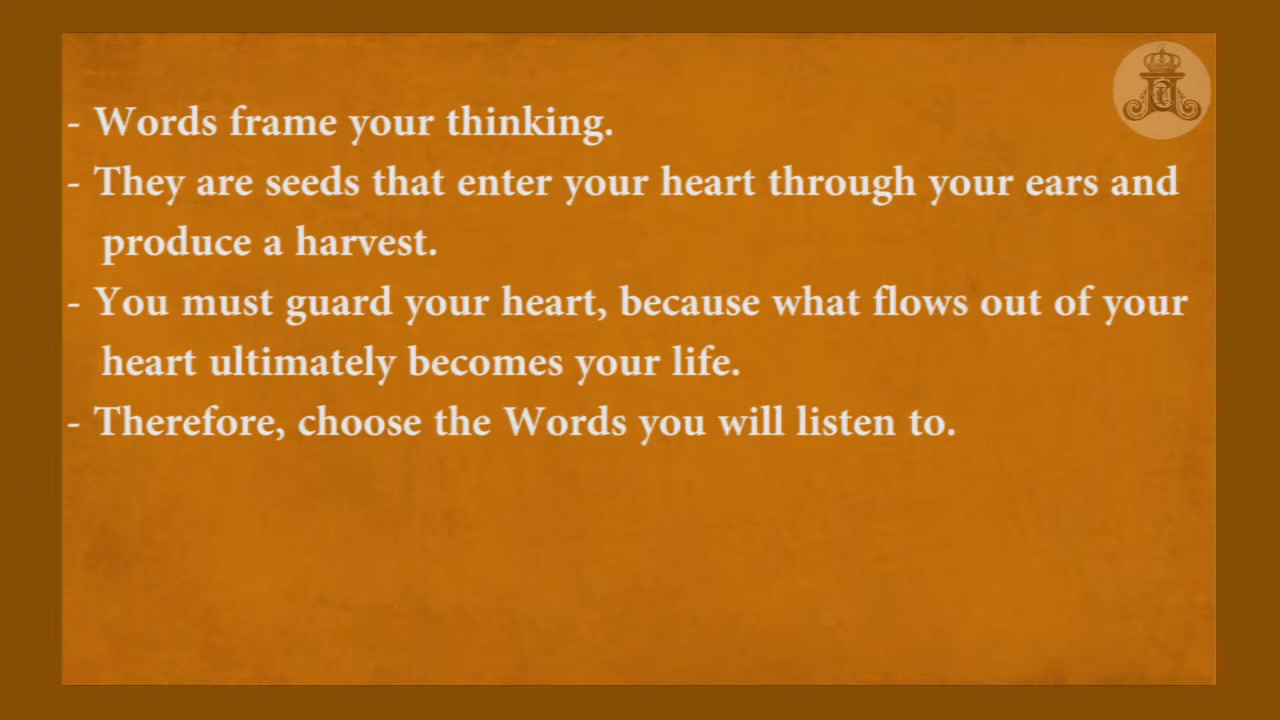 - Words frame your thinking.
- They are seeds that enter your heart through your ears and
produce a harvest.
- You must guard your heart, because what flows out of your
heart ultimately becomes your life.
- Therefore, choose the Words you will listen to.